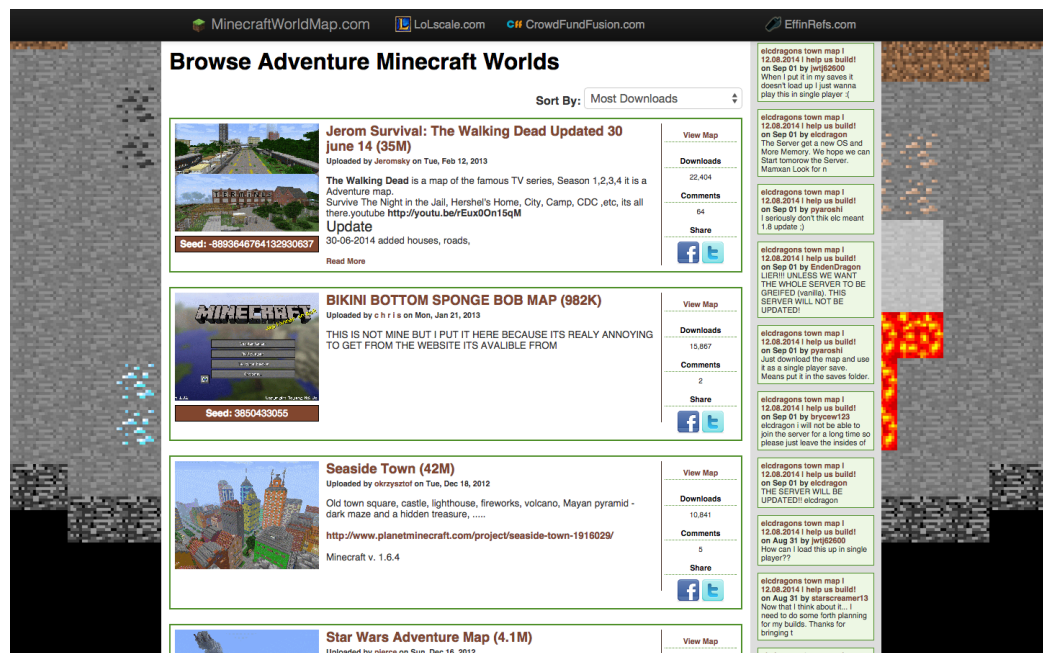 MinecraftWorldMap.com LoLscale.com CrowdFundFusion.com EffinRefs.com
Browse Adventure Minecraft Worlds
Sort By: Most Downloads
Jerom Survival: The Walking Dead Updated 30
june 14 (35M)
Uploaded by Jeromsky on Tue, Feb 12, 2013
The Walking Dead is a map of the famous TV series, Season 1,2,3,4 it is a
Adventure map.
Survive The Night in the Jail, Hershel's Home, City, Camp, CDC ,etc, its all
there.youtube http://youtu.be/rEux0On15qM
Update
30-06-2014 added houses, roads,
Read More
Seed: -8893646764132930637
View Map
Downloads
22,404
Comments
64
Share
MINECRAFT
BIKINI BOTTOM SPONGE BOB MAP (982K)
Uploaded by c h r i s on Mon, Jan 21, 2013
THIS IS NOT MINE BUT I PUT IT HERE BECAUSE ITS REALY ANNOYING
TO GET FROM THE WEBSITE ITS AVALIBLE FROM
Seed: 3850433055
View Map
Downloads
15,867
Comments
2
Share
Seaside Town (42M)
Uploaded by okrzysztof on Tue, Dec 18, 2012
Old town square, castle, lighthouse, fireworks, volcano, Mayan pyramid -
dark maze and a hidden treasure, .....
http://www.planetminecraft.com/project/seaside-town-1916029/
Minecraft v. 1.6.4
View Map
Downloads
10,841
Comments
5
Share
Star Wars Adventure Map (4.1M)
Uploaded by pierce on Sun, Dec 16, 2012
View Map
elcdragons town map I
12.08.2014 I help us build!
on Sep 01 by jwtj62600
When I put it in my saves it
doesn't load up I just wanna
play this in single player :(
elcdragons town map I
12.08.2014 I help us build!
on Sep 01 by elcdragon
The Server get a new OS and
More Memory. We hope we can
Start tomorow the Server.
Mamxan Look for n
elcdragons town map I
12.08.2014 I help us build!
on Sep 01 by pyaroshi
I seriously don't thik elc meant
1.8 update ;)
elcdragons town map I
12.08.2014 I help us build!
on Sep 01 by EndenDragon
LIER!!! UNLESS WE WANT
THE WHOLE SERVER TO BE
GREIFED (vanilla). THIS
SERVER WILL NOT BE
UPDATED!
elcdragons town map I
12.08.2014 I help us build!
on Sep 01 by pyaroshi
Just download the map and use
it as a single player save.
Means put it in the saves folder.
elcdragons town map I
12.08.2014 I help us build!
on Sep 01 by brycew123
elcdragon i will not be able to
join the server for a long time so
please just leave the insides of
elcdragons town map I
12.08.2014 I help us build!
on Sep 01 by elcdragon
THE SERVER WILL BE
UPDATED!! elcdragon
elcdragons town map I
12.08.2014 I help us build!
on Aug 31 by jwtj62600
How can I load this up in single
player??
elcdragons town map I
12.08.2014 I help us build!
on Aug 31 by starscreamer13
Now that I think about it... I
need to do some forth planning
for my builds. Thanks for
bringing t